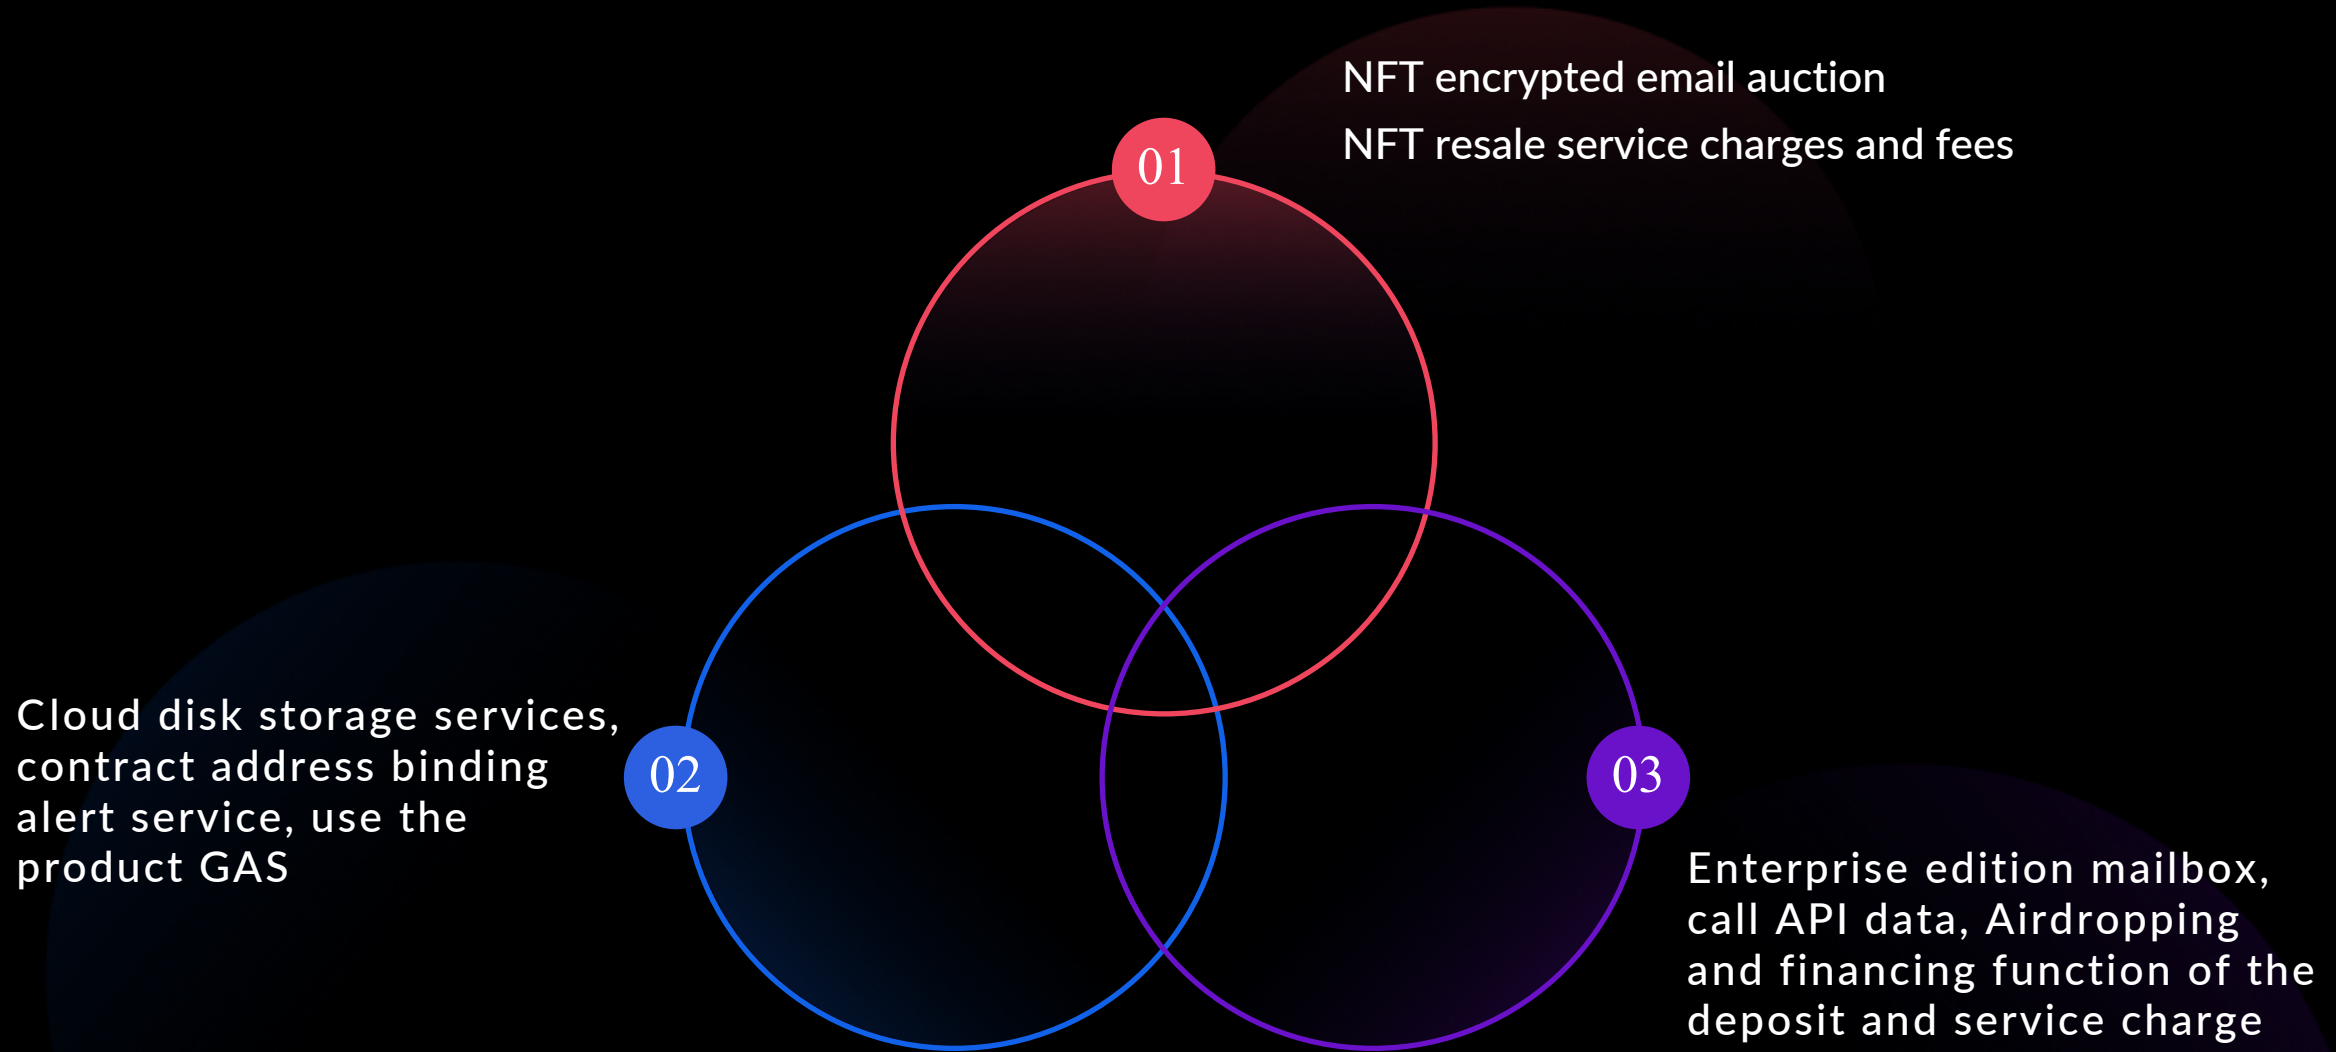 NFT encrypted email auction
NFT resale service charges and fees
01
Cloud disk storage services,
contract address binding
alert service, use the
product GAS
02
03
Enterprise edition mailbox,
call API data, Airdropping
and financing function of the
deposit and service charge